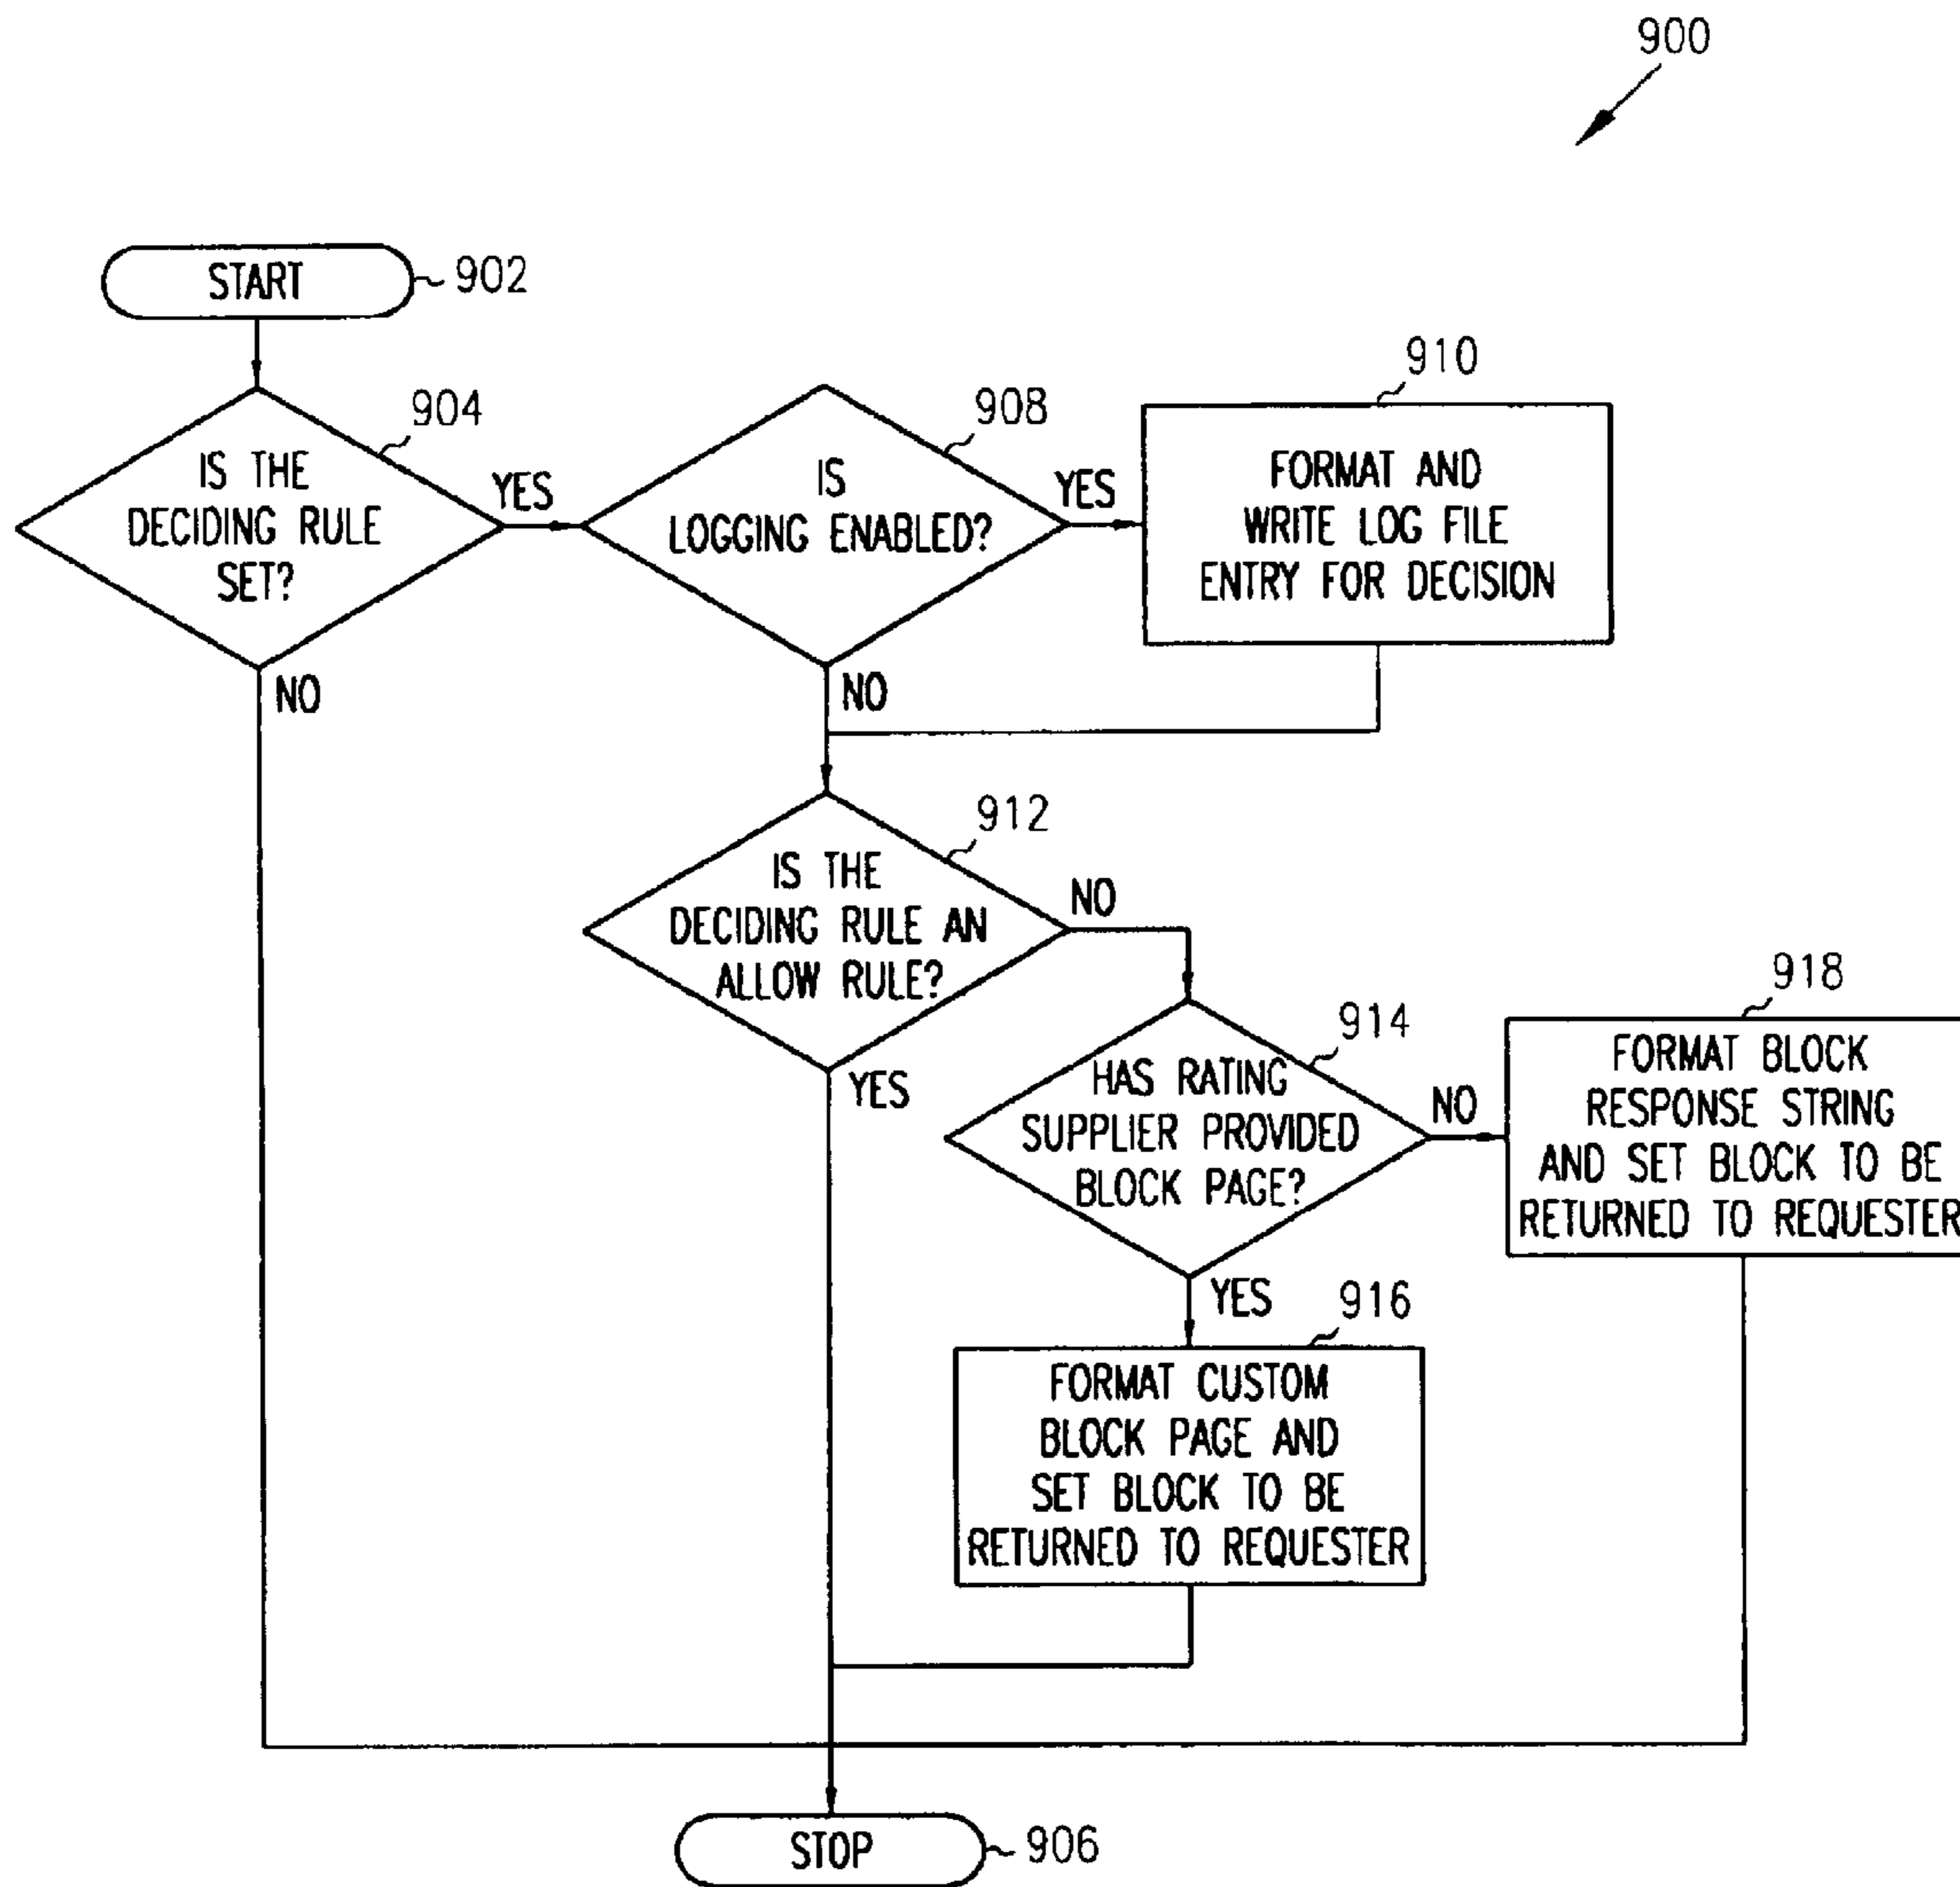 900
START
902
904
IS THE
DECIDING RULE
SET?
YES
NO
908
IS
LOGGING ENABLED?
YES
NO
910
FORMAT AND
WRITE LOG FILE
ENTRY FOR DECISION
912
IS THE
DECIDING RULE AN
ALLOW RULE?
NO
YES
914
HAS RATING
SUPPLIER PROVIDED
BLOCK PAGE?
NO
YES
918
FORMAT BLOCK
RESPONSE STRING
AND SET BLOCK TO BE
RETURNED TO REQUESTER
916
FORMAT CUSTOM
BLOCK PAGE AND
SET BLOCK TO BE
RETURNED TO REQUESTER
STOP
906